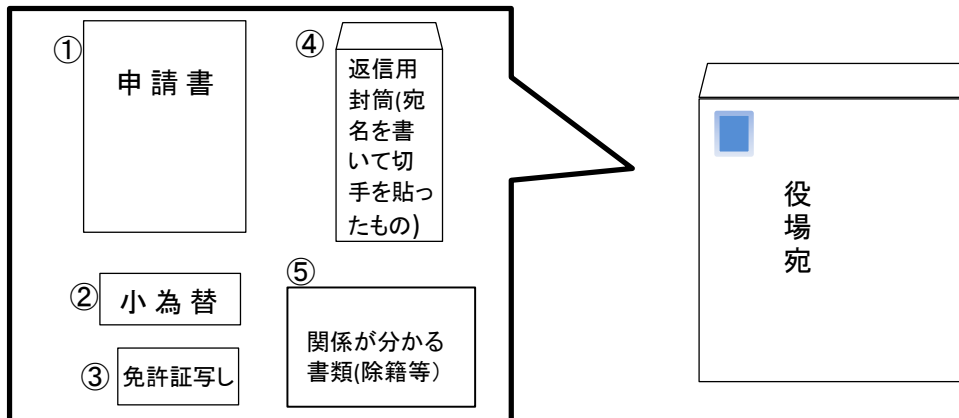 ①
申請書
②
小為替
③
免許証写し
④
返信用
封筒(宛
名を書
いて切
手を貼っ
たもの)
⑤
関係が分かる
書類(除籍等）
役場宛